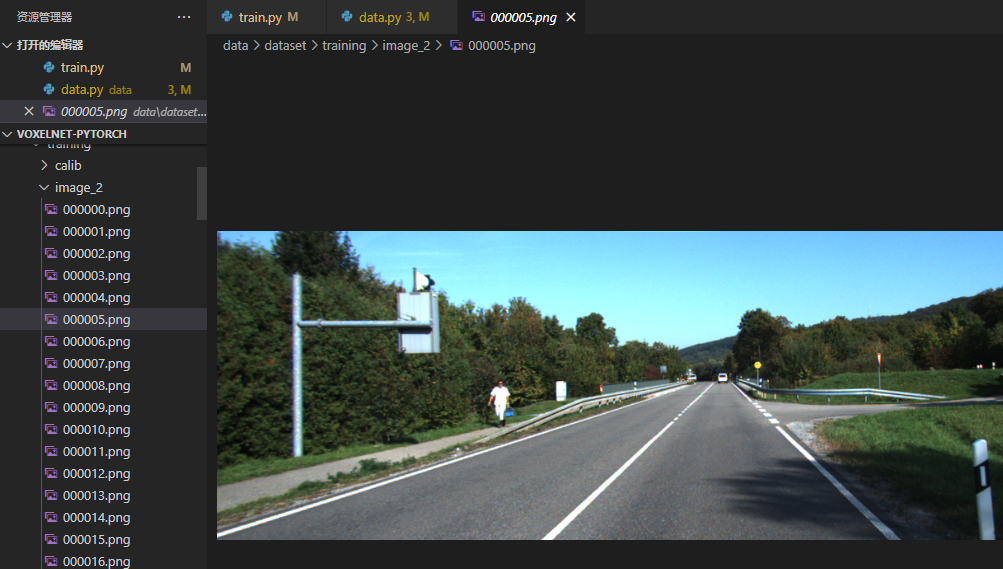 资源管理器 ···
打开的编辑器
train.py M
data.py data 3, M
000005.png data\dataset...
VOXELNET-PYTORCH
training
calib
image_2
000000.png
000001.png
000002.png
000003.png
000004.png
000005.png
000006.png
000007.png
000008.png
000009.png
000010.png
000011.png
000012.png
000013.png
000014.png
000015.png
000016.png
train.py M data.py 3, M 000005.png
data > dataset > training > image_2 > 000005.png